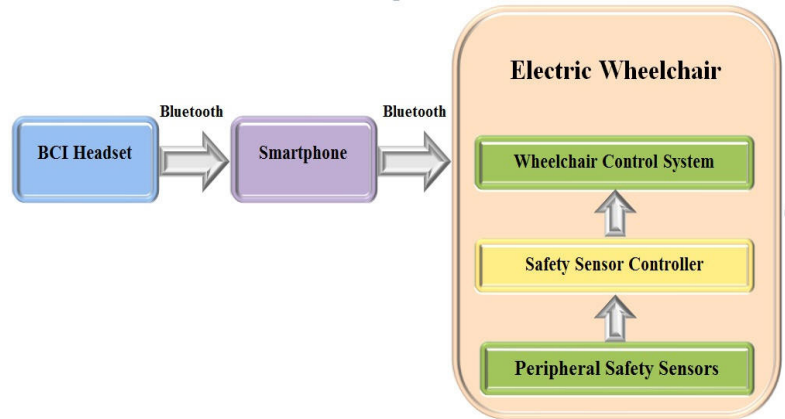 Electric Wheelchair
Bluetooth
Bluetooth
BCI Headset
Smartphone
Wheelchair Control System
Safety Sensor Controller
Peripheral Safety Sensors